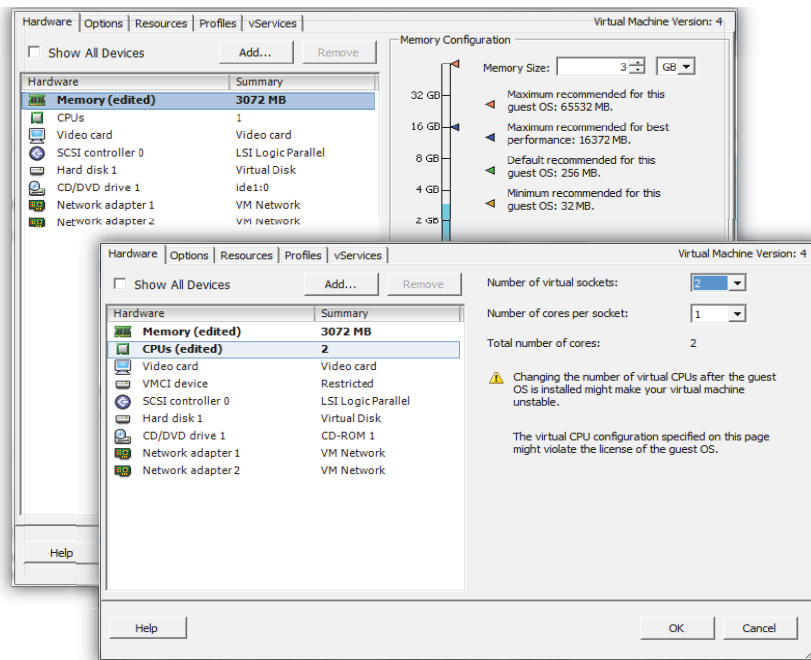 Hardware Options Resources Profiles vServices Virtual Machine Version: 4
Show All Devices Add... Remove
Hardware Summary
Memory (edited) 3072 MB
CPUs 1
Video card Video card
SCSI controller 0 LSI Logic Parallel
Hard disk 1 Virtual Disk
CD/DVD drive 1 ide1:0
Network adapter 1 VM Network
Network adapter 2 VM Network
Memory Configuration
Memory Size: 3 GB
32 GB
16 GB
8 GB
4 GB
2 GB
Maximum recommended for this
guest OS: 65532 MB.
Maximum recommended for best
performance: 16372 MB.
Default recommended for this
guest OS: 256 MB.
Minimum recommended for this
guest OS: 32 MB.
Help
Hardware Options Resources Profiles vServices Virtual Machine Version: 4
Show All Devices Add... Remove
Hardware Summary
Memory (edited) 3072 MB
CPUs (edited) 2
Video card Video card
VMCI device Restricted
SCSI controller 0 LSI Logic Parallel
Hard disk 1 Virtual Disk
CD/DVD drive 1 CD-ROM 1
Network adapter 1 VM Network
Network adapter 2 VM Network
Number of virtual sockets: 2
Number of cores per socket: 1
Total number of cores: 2
Changing the number of virtual CPUs after the guest
OS is installed might make your virtual machine
unstable.
The virtual CPU configuration specified on this page
might violate the license of the guest OS.
Help OK Cancel